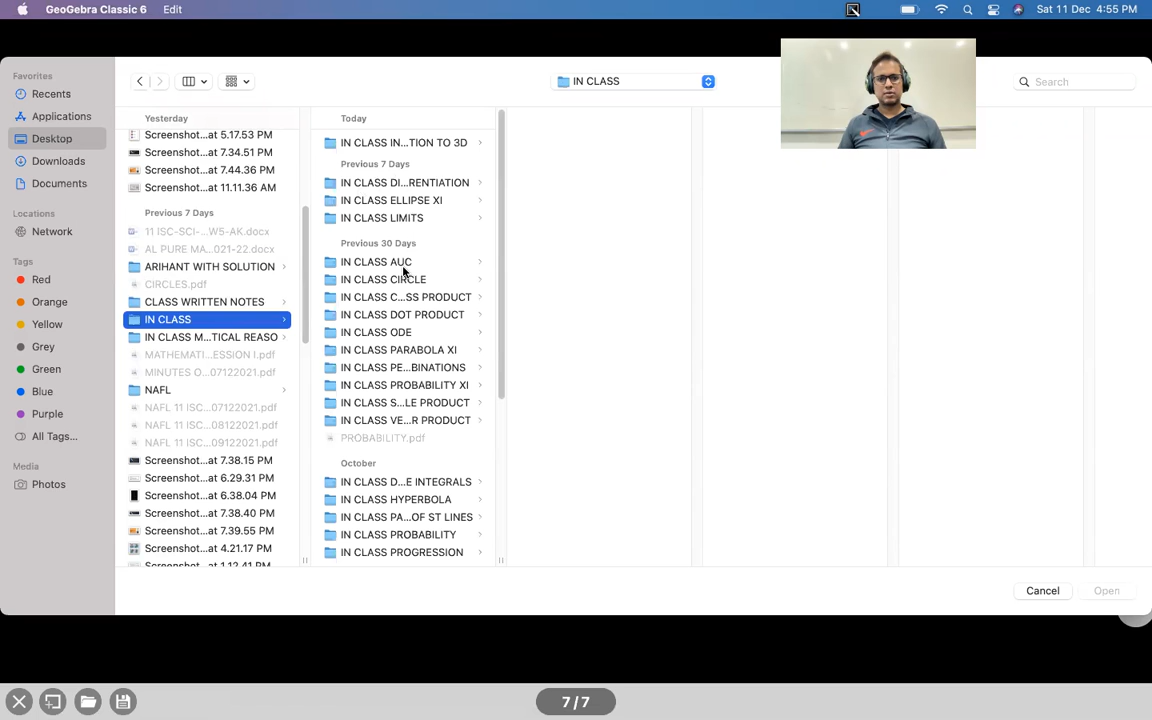 GeoGebra Classic 6 Edit
Sat 11 Dec 4:55 PM
IN CLASS
Search
Favorites
Recents
Applications
Desktop
Downloads
Documents
Locations
Network
Tags
Red
Orange
Yellow
Grey
Green
Blue
Purple
All Tags...
Media
Photos
Yesterday
Screenshot...at 5.17.53 PM
Screenshot...at 7.34.51 PM
Screenshot...at 7.44.36 PM
Screenshot...at 11.11.36 AM
Previous 7 Days
11 ISC-SCI-...W5-AK.docx
AL PURE MA...021-22.docx
ARIHANT WITH SOLUTION
CIRCLES.pdf
CLASS WRITTEN NOTES
IN CLASS
IN CLASS M...TICAL REASO
MATHEMATI...ESSION I.pdf
MINUTES O...07122021.pdf
NAFL
NAFL 11 ISC...07122021.pdf
NAFL 11 ISC...08122021.pdf
NAFL 11 ISC...09122021.pdf
Screenshot...at 7.38.15 PM
Screenshot...at 6.29.31 PM
Screenshot...at 6.38.04 PM
Screenshot...at 7.38.40 PM
Screenshot...at 7.39.55 PM
Screenshot...at 4.21.17 PM
Screenshot...at 1.12.41 PM
Today
IN CLASS IN...TION TO 3D
Previous 7 Days
IN CLASS DI...RENTIATION
IN CLASS ELLIPSE XI
IN CLASS LIMITS
Previous 30 Days
IN CLASS AUC
IN CLASS CIRCLE
IN CLASS C...SS PRODUCT
IN CLASS DOT PRODUCT
IN CLASS ODE
IN CLASS PARABOLA XI
IN CLASS PE...BINATIONS
IN CLASS PROBABILITY XI
IN CLASS S...LE PRODUCT
IN CLASS VE...R PRODUCT
PROBABILITY.pdf
October
IN CLASS D...E INTEGRALS
IN CLASS HYPERBOLA
IN CLASS PA...OF ST LINES
IN CLASS PROBABILITY
IN CLASS PROGRESSION
Cancel
Open
7 / 7